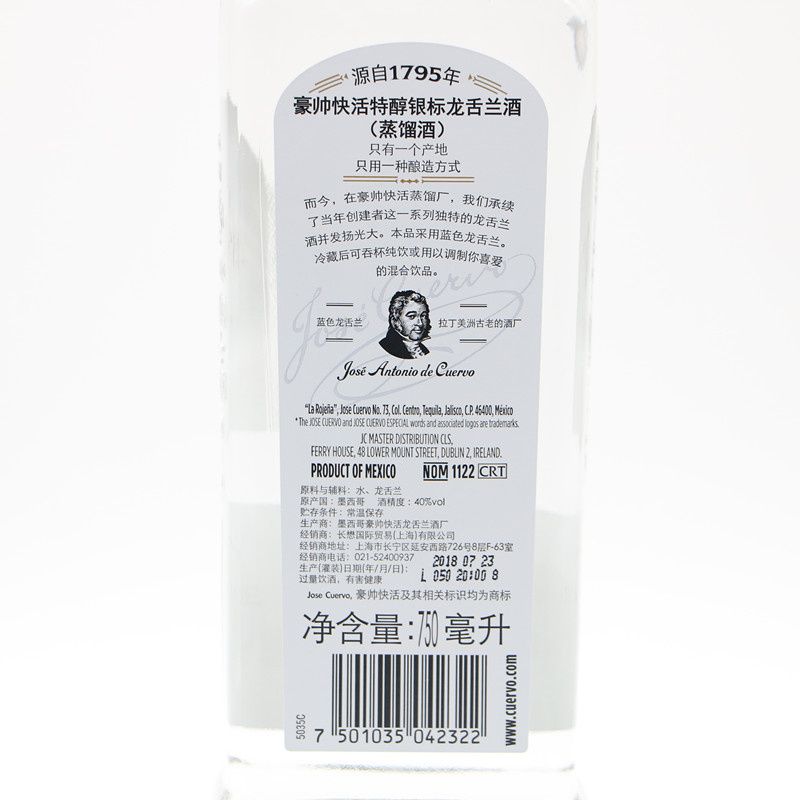 源自1795年
豪帅快活特醇银标龙舌兰酒
（蒸馏酒）
只有一个产地
只用一种酿造方式
而今，在豪帅快活蒸馏厂，我们承续
了当年创建者这一系列独特的龙舌兰
酒并发扬光大。本品采用蓝色龙舌兰。
冷藏后可吞杯纯饮或用以调制你喜爱
的混合饮品。
José Cuervo
蓝色龙舌兰
拉丁美洲古老的酒厂
José Antonio de Cuervo
"La Rojeña", Jose Cuervo No. 73, Col. Centro, Tequila, Jalisco, C.P. 46400, México
*The JOSE CUERVO and JOSE CUERVO ESPECIAL words and associated logos are trademarks.
JC MASTER DISTRIBUTION CLS,
FERRY HOUSE, 48 LOWER MOUNT STREET, DUBLIN 2, IRELAND.
PRODUCT OF MEXICO NOM 1122 CRT
原料与辅料：水、龙舌兰
原产国：墨西哥 酒精度：40%vol
贮存条件：常温保存
生产商：墨西哥豪帅快活龙舌兰酒厂
经销商：长懋国际贸易(上海)有限公司
经销商地址：上海市长宁区延安西路726号8层F-63室
经销商电话：021-52400937
生产(灌装)日期(年/月/日)： 2018 07 23
过量饮酒，有害健康 L 050 20:00 8
Jose Cuervo, 豪帅快活及其相关标识均为商标
净含量:750毫升
5035C
7 501035 042322
www.cuervo.com